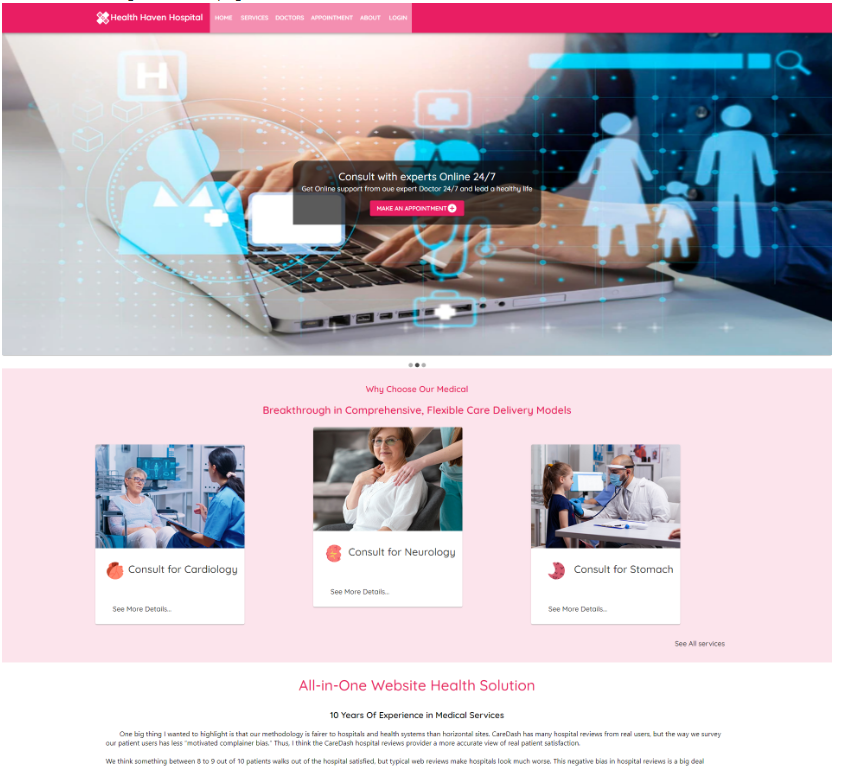 Health Haven Hospital HOME SERVICES DOCTORS APPOINTMENT ABOUT LOGIN
H
Consult with experts Online 24/7
Get Online support from oue expert Doctor 24/7 and lead a healthy life
MAKE AN APPOINTMENT
Why Choose Our Medical
Breakthrough in Comprehensive, Flexible Care Delivery Models
Consult for Cardiology
See More Details...
Consult for Neurology
See More Details...
Consult for Stomach
See More Details...
See All services
All-in-One Website Health Solution
10 Years Of Experience in Medical Services
One big thing I wanted to highlight is that our methodology is fairer to hospitals and health systems than horizontal sites. CareDash has many hospital reviews from real users, but the way we survey
our patient users has less "motivated complainer bias." Thus, I think the CareDash hospital reviews provider a more accurate view of real patient satisfaction.
We think something between 8 to 9 out of 10 patients walks out of the hospital satisfied, but typical web reviews make hospitals look much worse. This negative bias in hospital reviews is a big deal